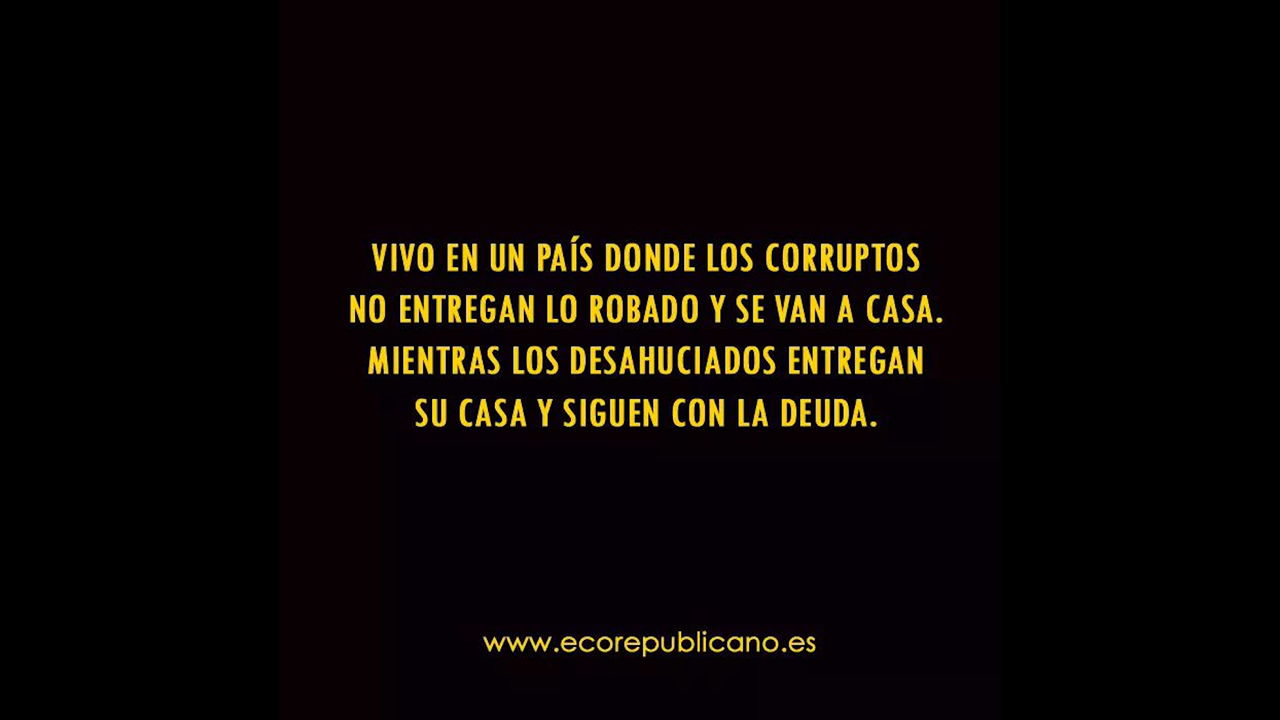 VIVO EN UN PAÍS DONDE LOS CORRUPTOS
NO ENTREGAN LO ROBADO Y SE VAN A CASA.
MIENTRAS LOS DESAHUCIADOS ENTREGAN
SU CASA Y SIGUEN CON LA DEUDA.
www.ecorepublicano.es